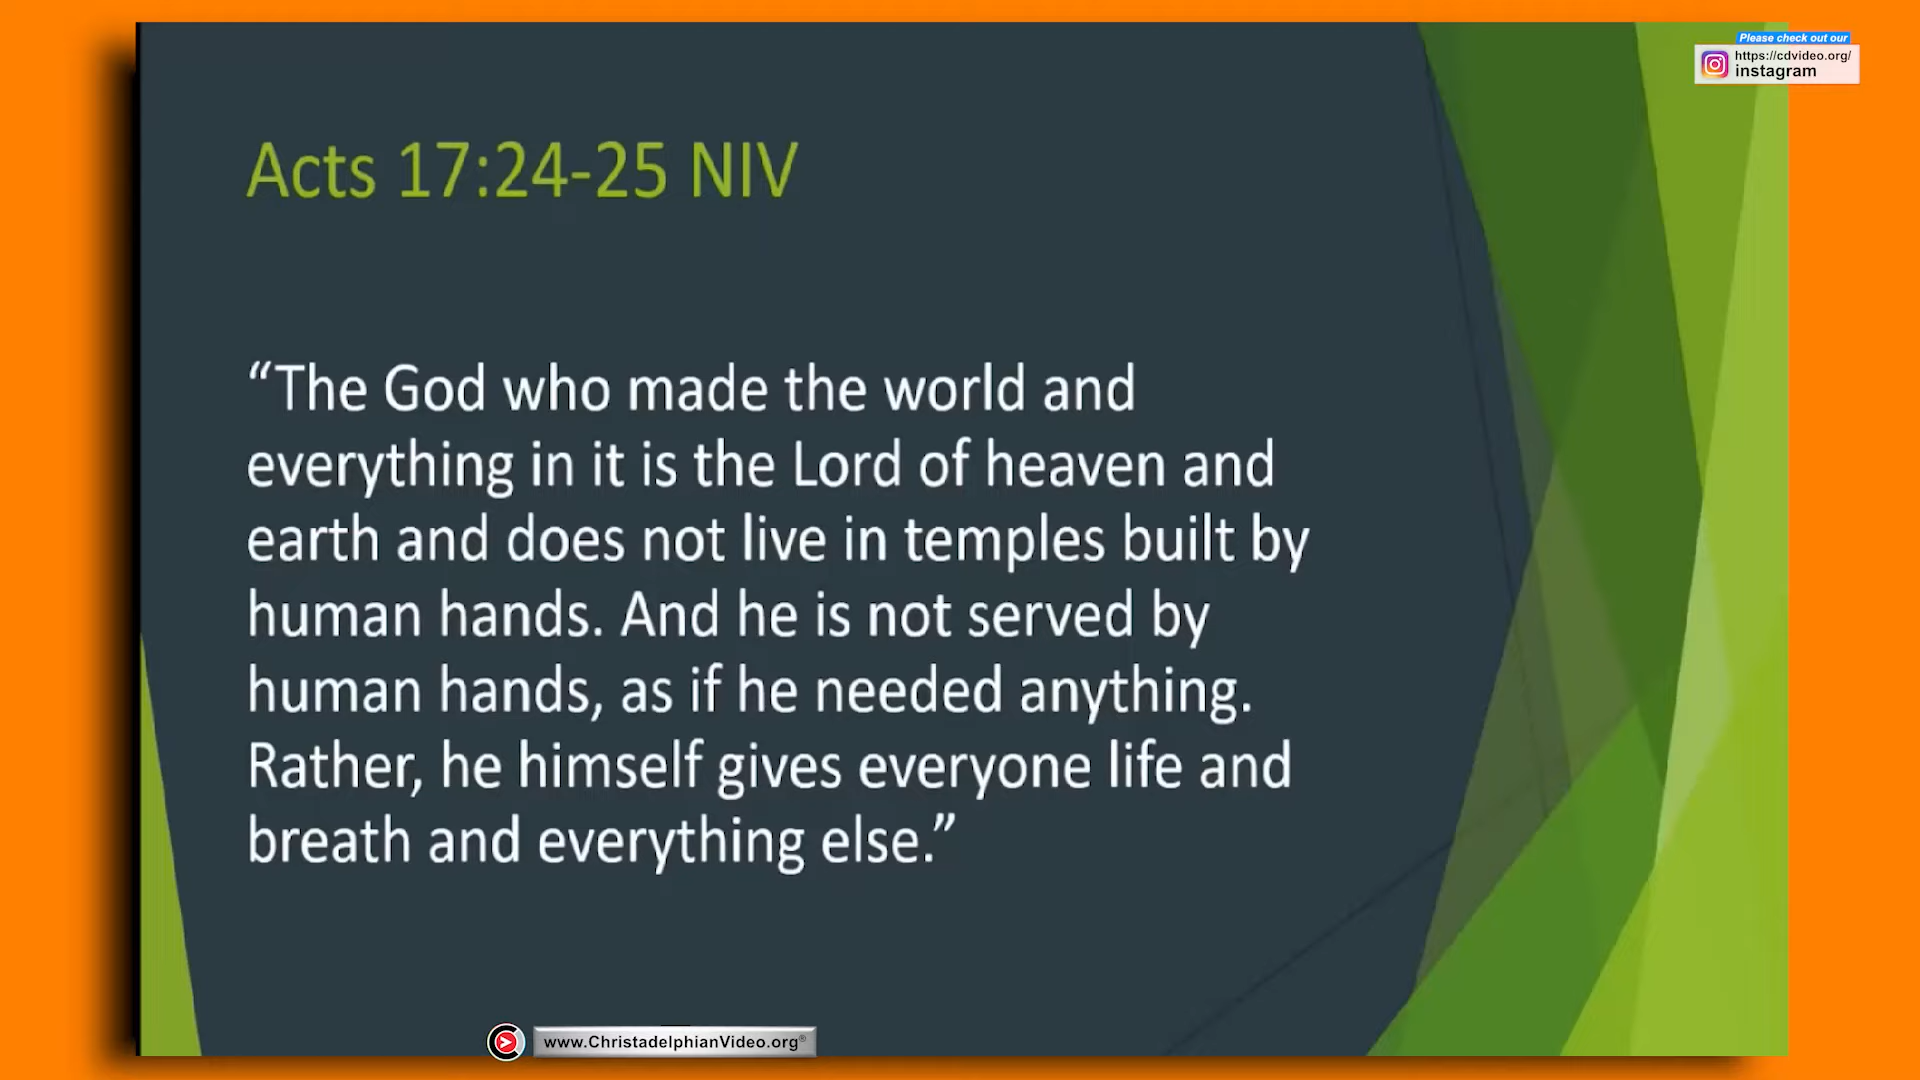 Please check out our
https://cdvideo.org/
instagram
Acts 17:24-25 NIV
“The God who made the world and
everything in it is the Lord of heaven and
earth and does not live in temples built by
human hands. And he is not served by
human hands, as if he needed anything.
Rather, he himself gives everyone life and
breath and everything else.”
www.ChristadelphianVideo.org®